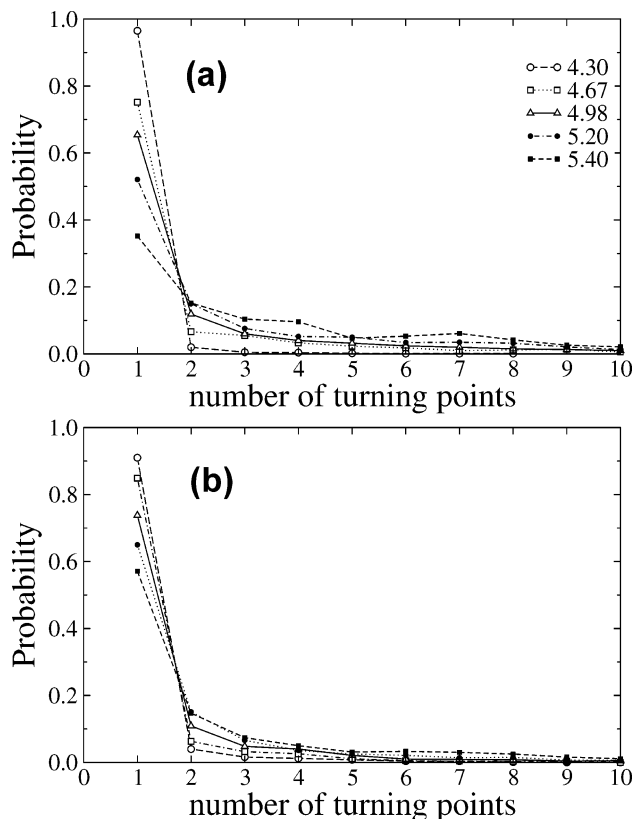 1.0
(a)
4.30
0.8
4.67
4.98
0.6
5.20
5.40
Probability
0.4
0.2
0.0
0 1 2 3 4 5 6 7 8 9 10
number of turning points
1.0
(b)
0.8
0.6
Probability
0.4
0.2
0.0
0 1 2 3 4 5 6 7 8 9 10
number of turning points